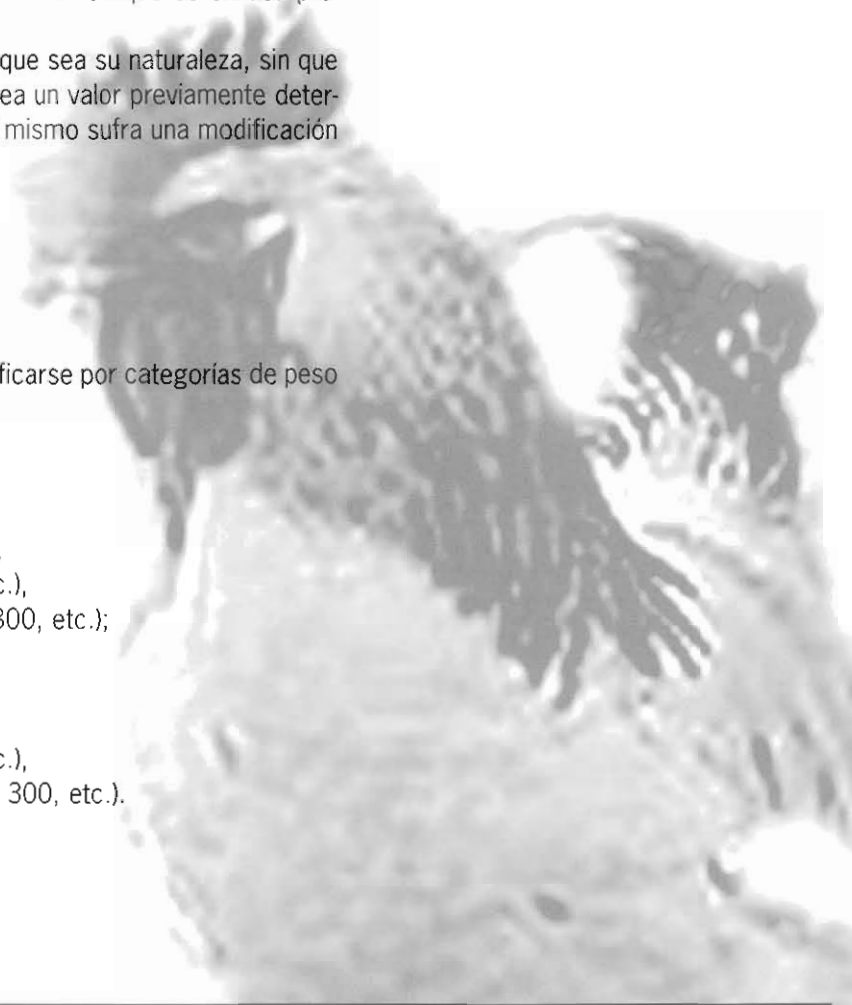 que sea su naturaleza, sin que
ea un valor previamente deter-
mismo sufra una modificación
ficarse por categorías de peso
c.),
300, etc.);
c.),
300, etc.).